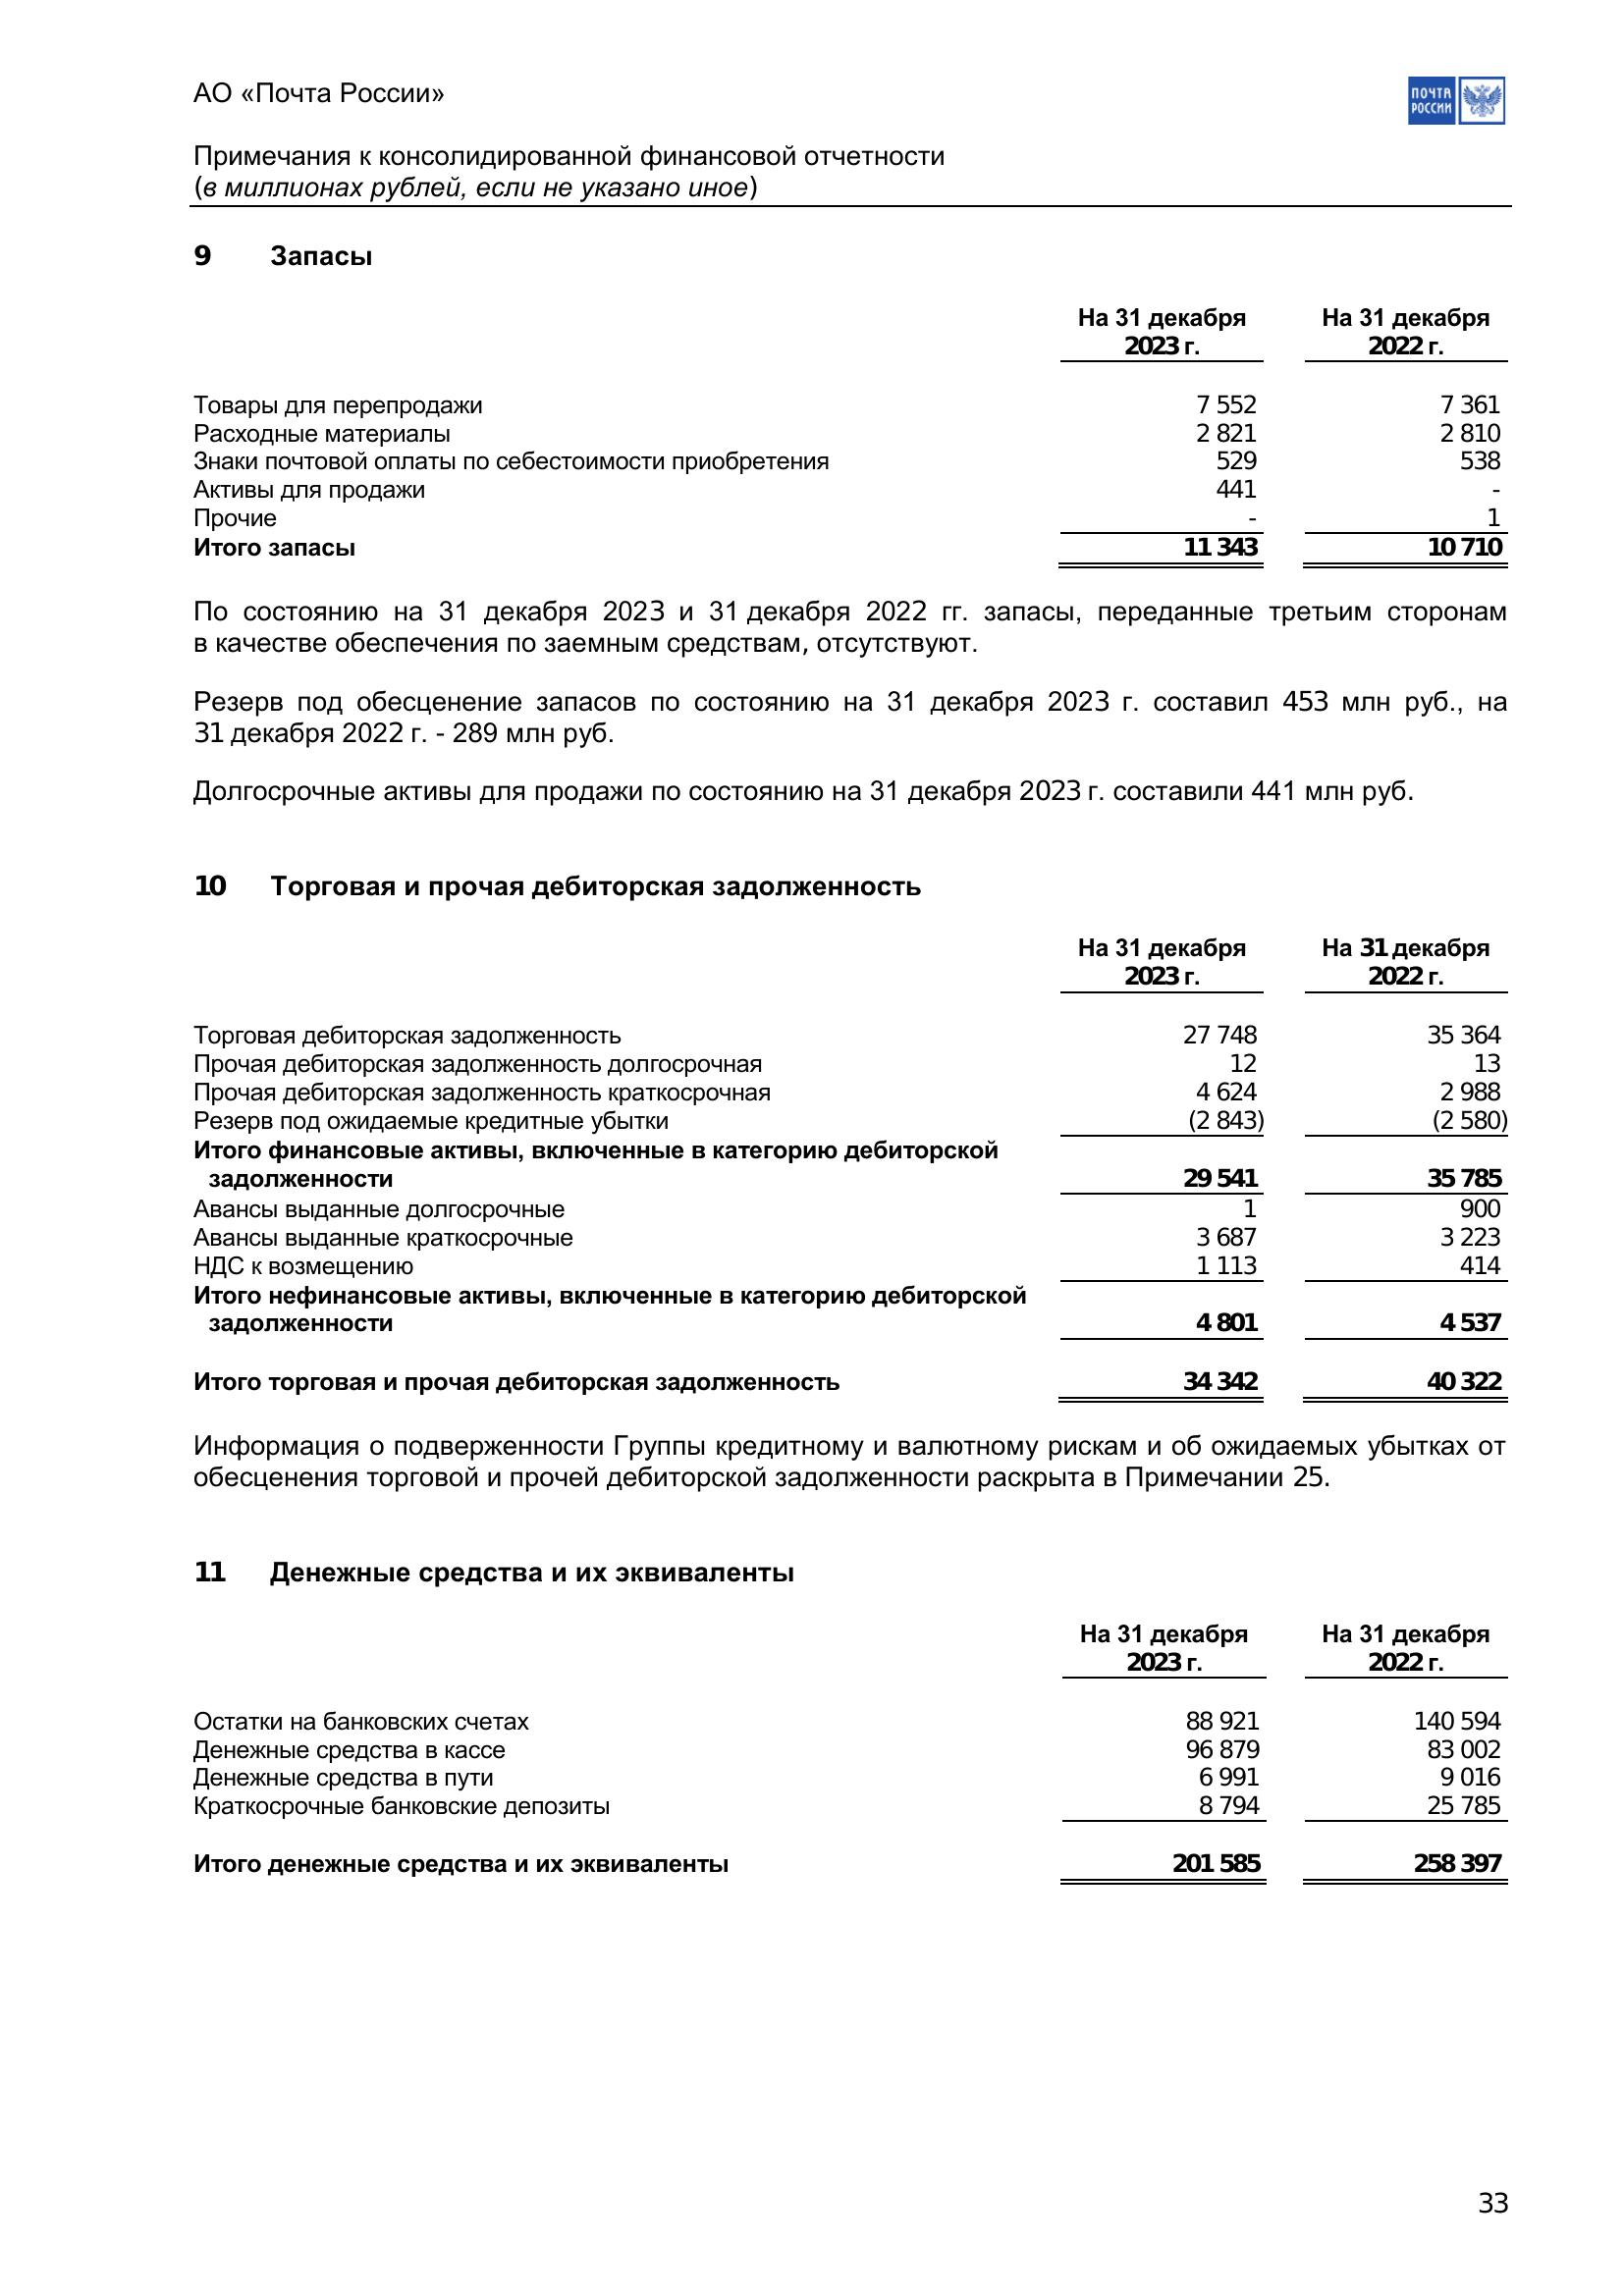 АО «Почта России»
ПОЧТА
РОССИИ
Примечания к консолидированной финансовой отчетности
(в миллионах рублей, если не указано иное)
9 Запасы
На 31 декабря 2023 г. На 31 декабря 2022 г.
Товары для перепродажи 7 552 7 361
Расходные материалы 2 821 2 810
Знаки почтовой оплаты по себестоимости приобретения 529 538
Активы для продажи 441 -
Прочие - 1
Итого запасы 11 343 10 710
По состоянию на 31 декабря 2023 и 31 декабря 2022 гг. запасы, переданные третьим сторонам
в качестве обеспечения по заемным средствам, отсутствуют.
Резерв под обесценение запасов по состоянию на 31 декабря 2023 г. составил 453 млн руб., на
31 декабря 2022 г. - 289 млн руб.
Долгосрочные активы для продажи по состоянию на 31 декабря 2023 г. составили 441 млн руб.
10 Торговая и прочая дебиторская задолженность
На 31 декабря 2023 г. На 31 декабря 2022 г.
Торговая дебиторская задолженность 27 748 35 364
Прочая дебиторская задолженность долгосрочная 12 13
Прочая дебиторская задолженность краткосрочная 4 624 2 988
Резерв под ожидаемые кредитные убытки (2 843) (2 580)
Итого финансовые активы, включенные в категорию дебиторской
задолженности 29 541 35 785
Авансы выданные долгосрочные 1 900
Авансы выданные краткосрочные 3 687 3 223
НДС к возмещению 1 113 414
Итого нефинансовые активы, включенные в категорию дебиторской
задолженности 4 801 4 537
Итого торговая и прочая дебиторская задолженность 34 342 40 322
Информация о подверженности Группы кредитному и валютному рискам и об ожидаемых убытках от
обесценения торговой и прочей дебиторской задолженности раскрыта в Примечании 25.
11 Денежные средства и их эквиваленты
На 31 декабря 2023 г. На 31 декабря 2022 г.
Остатки на банковских счетах 88 921 140 594
Денежные средства в кассе 96 879 83 002
Денежные средства в пути 6 991 9 016
Краткосрочные банковские депозиты 8 794 25 785
Итого денежные средства и их эквиваленты 201 585 258 397
33